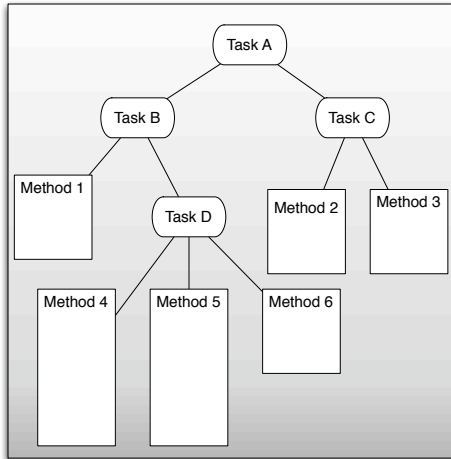 Task A
Task B
Task C
Method 1
Task D
Method 2
Method 3
Method 4
Method 5
Method 6